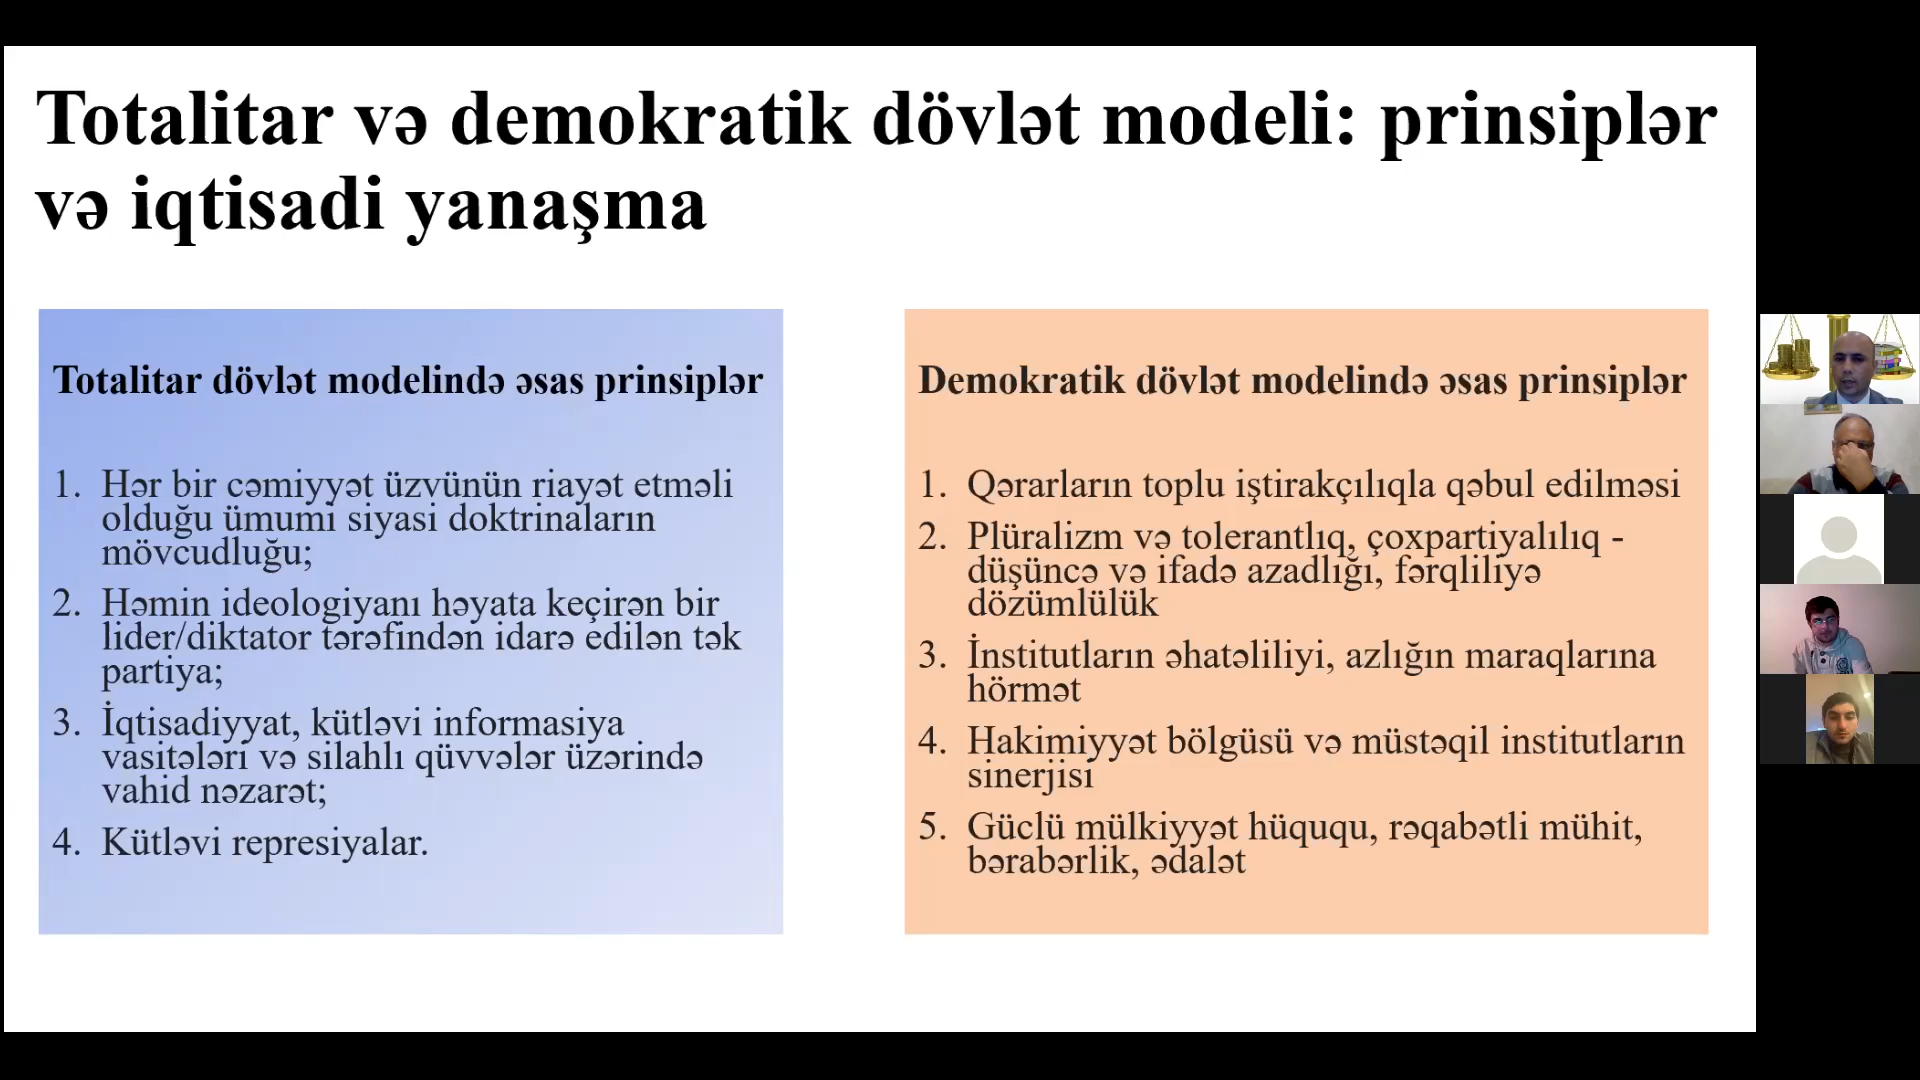 Totalitar və demokratik dövlət modeli: prinsiplər
və iqtisadi yanaşma
Totalitar dövlət modelində əsas prinsiplər
1. Hər bir cəmiyyət üzvünün riayət etməli
olduğu ümumi siyasi doktrinaların
mövcudluğu;
2. Həmin ideologiyanı həyata keçirən bir
lider/diktator tərəfindən idarə edilən tək
partiya;
3. İqtisadiyyat, kütləvi informasiya
vasitələri və silahlı qüvvələr üzərində
vahid nəzarət;
4. Kütləvi represiyalar.
Demokratik dövlət modelində əsas prinsiplər
1. Qərarların toplu iştirakçılıqla qəbul edilməsi
2. Plüralizm və tolerantlıq, çoxpartiyalılıq -
düşüncə və ifadə azadlığı, fərqliliyə
dözümlülük
3. İnstitutların əhatəliliyi, azlığın maraqlarına
hörmət
4. Hakimiyyət bölgüsü və müstəqil institutların
sinerjisi
5. Güclü mülkiyyət hüququ, rəqabətli mühit,
bərabərlik, ədalət